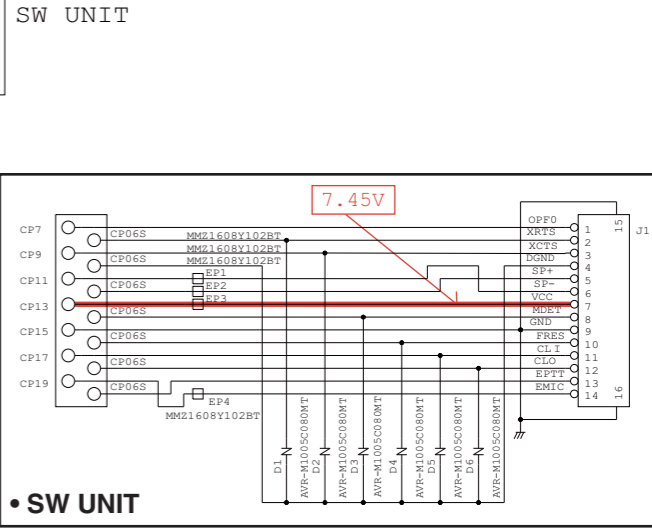 SW UNIT
7.45V
CP7
CP06S
CP9
CP06S
CP11
CP06S
CP13
CP06S
CP15
CP06S
CP17
CP06S
CP19
CP06S
MMZ1608Y102BT
MMZ1608Y102BT
MMZ1608Y102BT
EP1
EP2
EP3
EP4
MMZ1608Y102BT
OPF0 1
XRTS 2
XCTS 3
DGND 4
SP+ 5
SP- 6
VCC 7
MDET 8
GND 9
FRES 10
CLI 11
CLO 12
EPTT 13
EMIC 14
15
16
J1
D1
AVR-M1005C080MT
D2
AVR-M1005C080MT
D3
AVR-M1005C080MT
D4
AVR-M1005C080MT
D5
AVR-M1005C080MT
D6
AVR-M1005C080MT
• SW UNIT